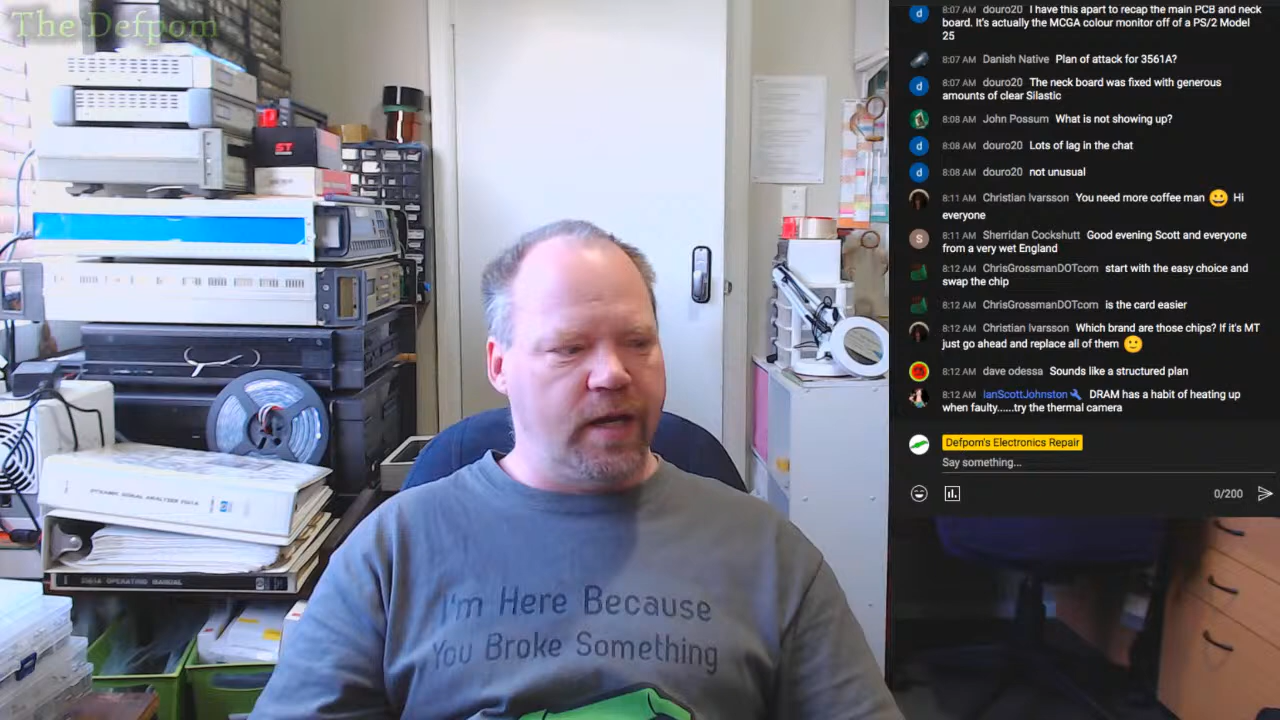 The Defpom
ST
DYNAMIC SIGNAL ANALYZER 3561A
3561A OPERATING MANUAL
I'm Here Because
You Broke Something
8:07 AM douro20 I have this apart to recap the main PCB and neck
board. It's actually the MCGA colour monitor off of a PS/2 Model
25
8:07 AM Danish Native Plan of attack for 3561A?
8:07 AM douro20 The neck board was fixed with generous
amounts of clear Silastic
8:08 AM John Possum What is not showing up?
8:08 AM douro20 Lots of lag in the chat
8:08 AM douro20 not unusual
8:11 AM Christian Ivarsson You need more coffee man 😀 Hi
everyone
8:11 AM Sherridan Cockshutt Good evening Scott and everyone
from a very wet England
8:12 AM ChrisGrossmanDOTcom start with the easy choice and
swap the chip
8:12 AM ChrisGrossmanDOTcom is the card easier
8:12 AM Christian Ivarsson Which brand are those chips? If it's MT
just go ahead and replace all of them 🙂
8:12 AM dave odessa Sounds like a structured plan
8:12 AM IanScottJohnston DRAM has a habit of heating up
when faulty......try the thermal camera
Defpom's Electronics Repair
Say something...
0/200